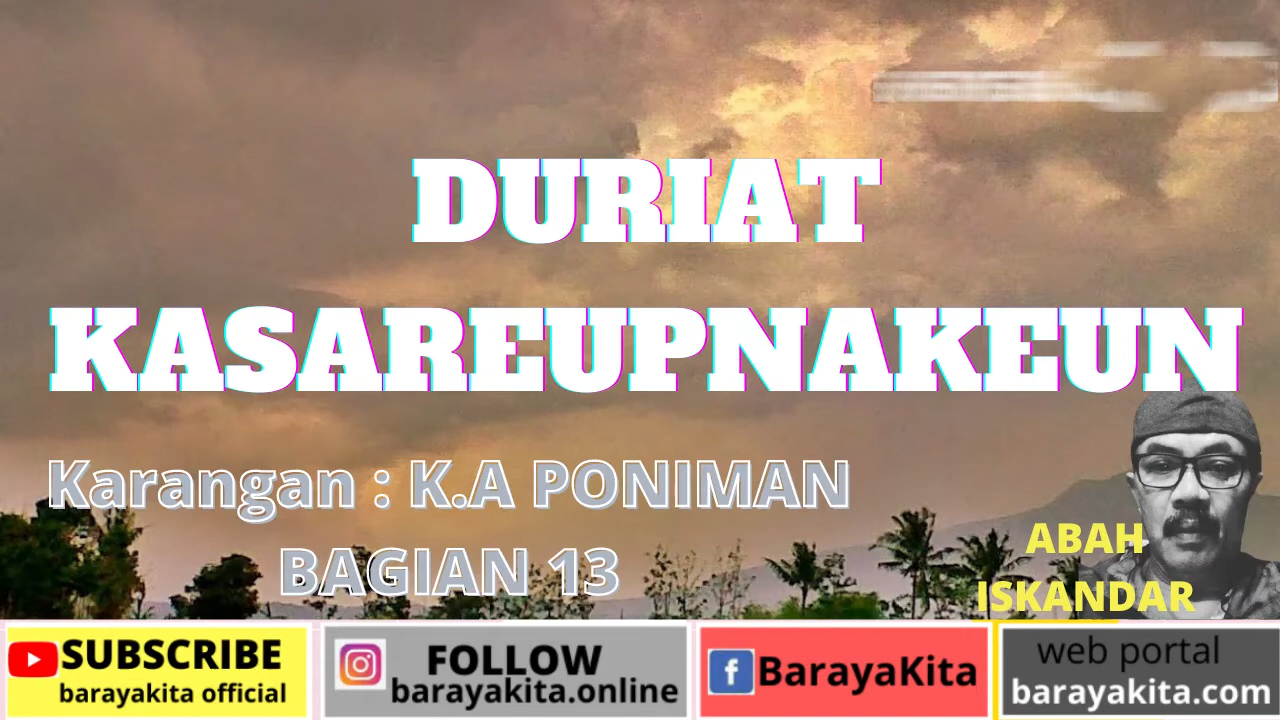 DURIAT
KASAREUPNAKEUN
Karangan : K.A PONIMAN
BAGIAN 13
ABAH
ISKANDAR
SUBSCRIBE
barayakita official
FOLLOW
barayakita.online
BarayaKita
web portal
barayakita.com